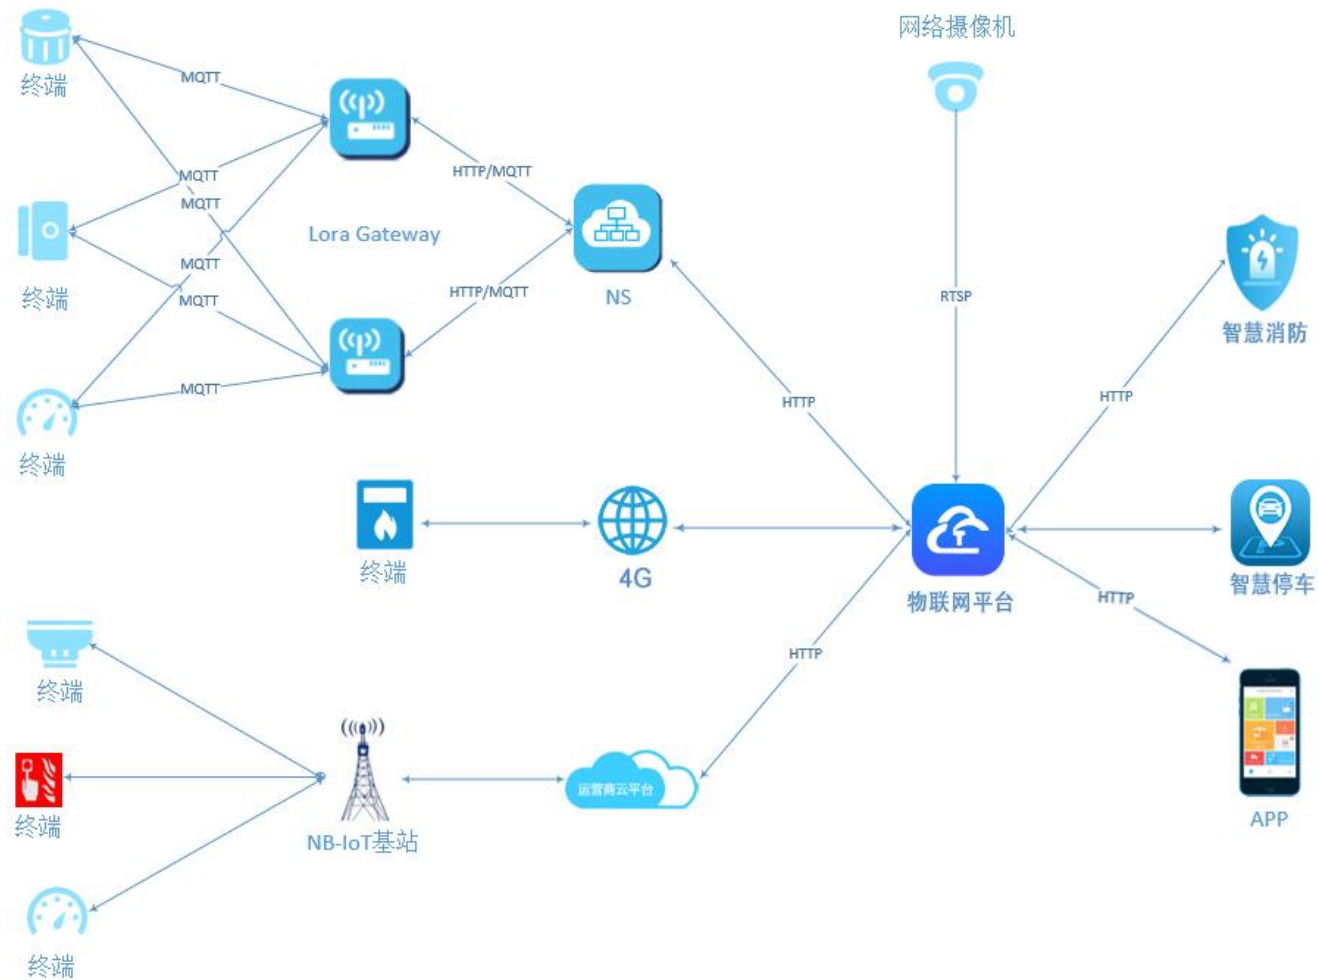 网络摄像机
终端
MQTT
HTTP/MQTT
MQTT
MQTT
Lora Gateway
终端
MQTT
MQTT
HTTP/MQTT
NS
RTSP
智慧消防
MQTT
HTTP
HTTP
终端
终端
4G
物联网平台
智慧停车
HTTP
HTTP
终端
运营商云平台
终端
NB-IoT基站
APP
终端